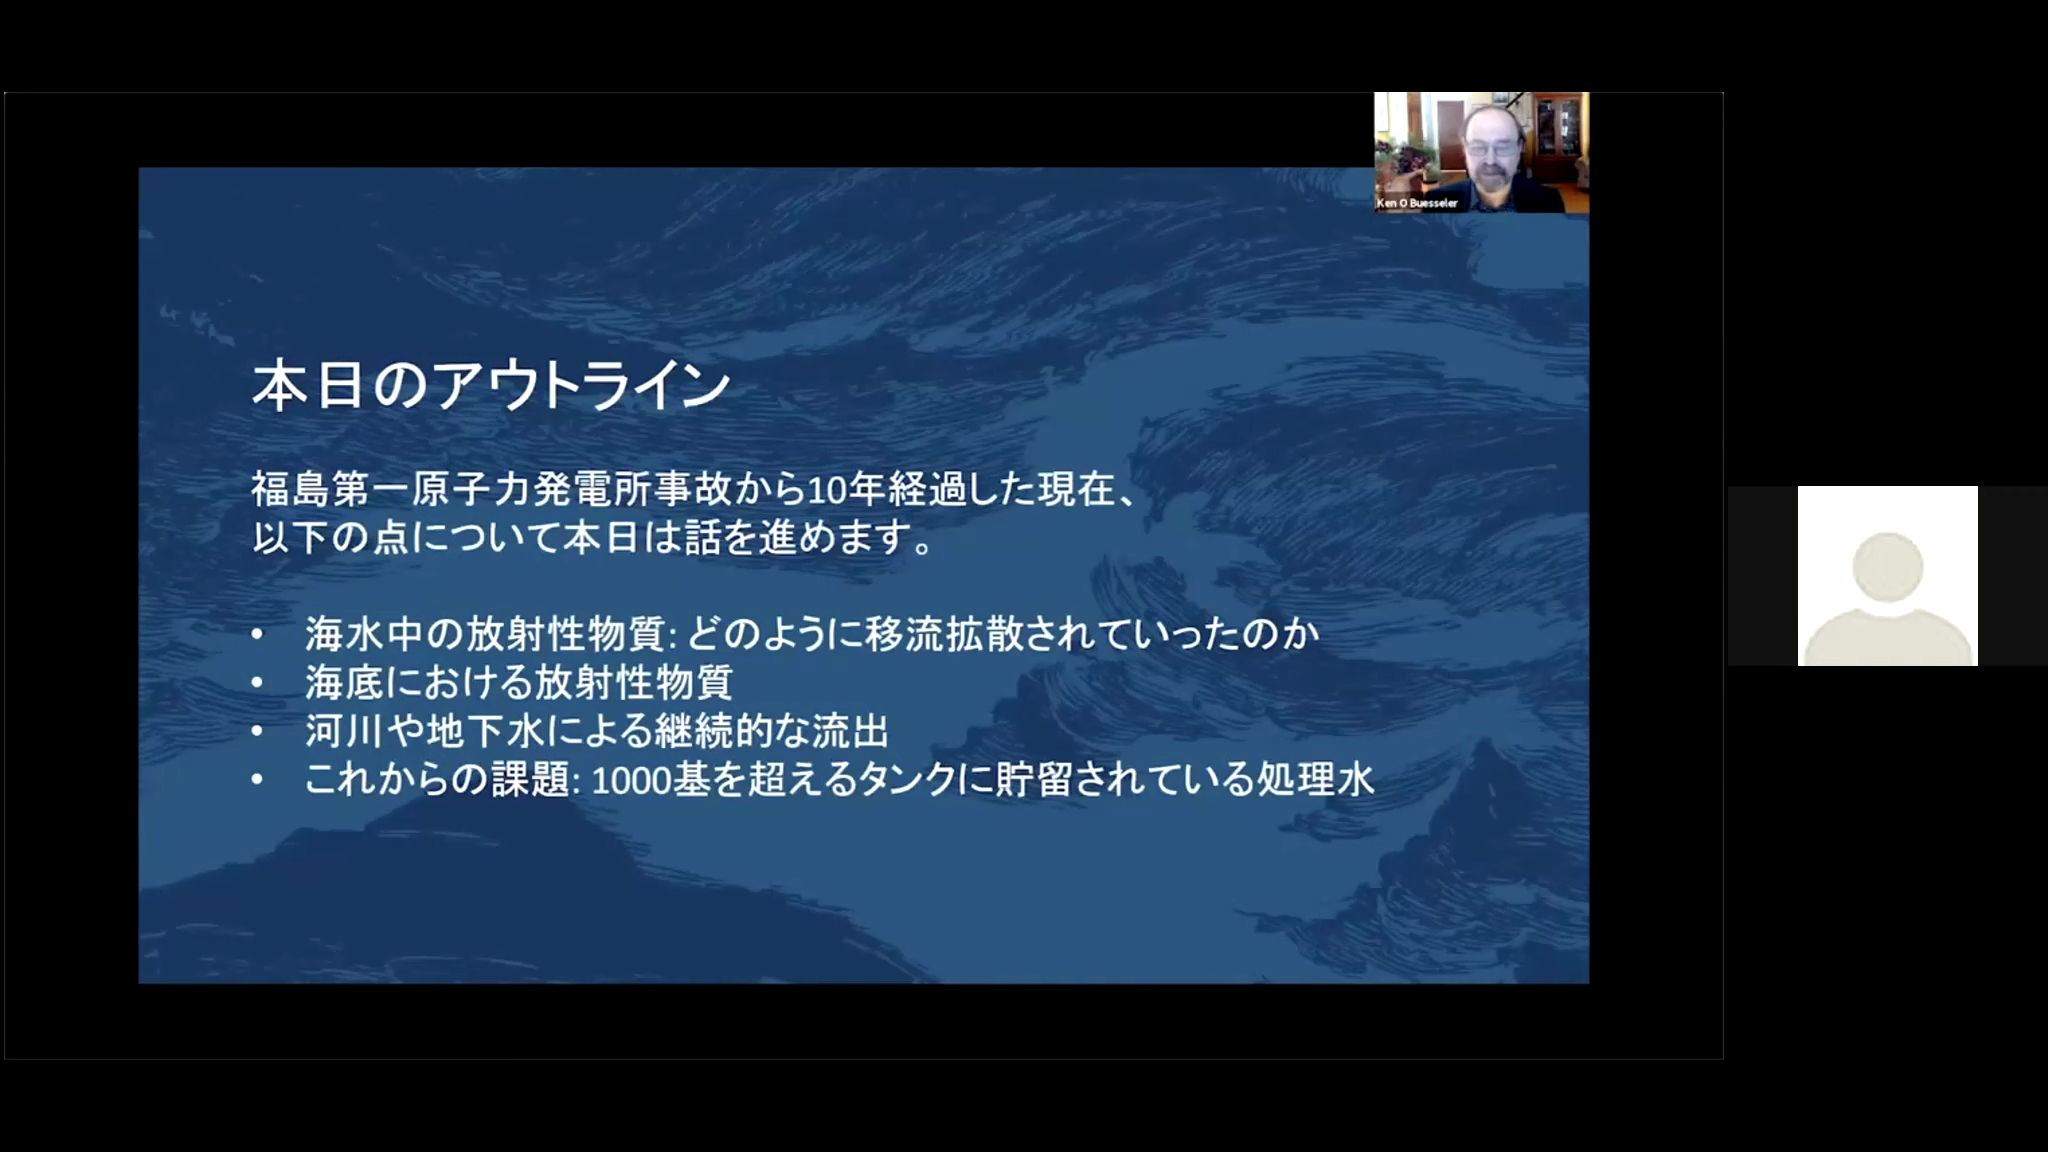 Ken O Buesseler
本日のアウトライン
福島第一原子力発電所事故から10年経過した現在、
以下の点について本日は話を進めます。
• 海水中の放射性物質: どのように移流拡散されていったのか
• 海底における放射性物質
• 河川や地下水による継続的な流出
• これからの課題: 1000基を超えるタンクに貯留されている処理水